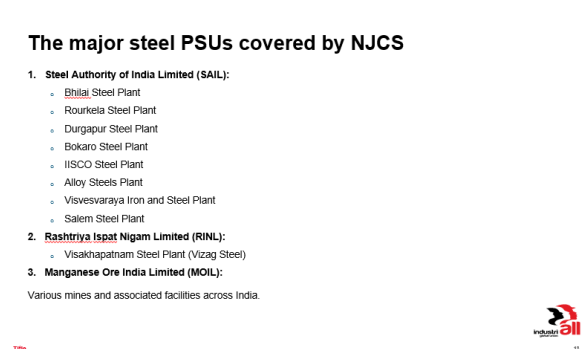 The major steel PSUs covered by NJCS
1. Steel Authority of India Limited (SAIL):
◦ Bhilai Steel Plant
◦ Rourkela Steel Plant
◦ Durgapur Steel Plant
◦ Bokaro Steel Plant
◦ IISCO Steel Plant
◦ Alloy Steels Plant
◦ Visvesvaraya Iron and Steel Plant
◦ Salem Steel Plant
2. Rashtriya Ispat Nigam Limited (RINL):
◦ Visakhapatnam Steel Plant (Vizag Steel)
3. Manganese Ore India Limited (MOIL):
Various mines and associated facilities across India.
industri all
global union
Title